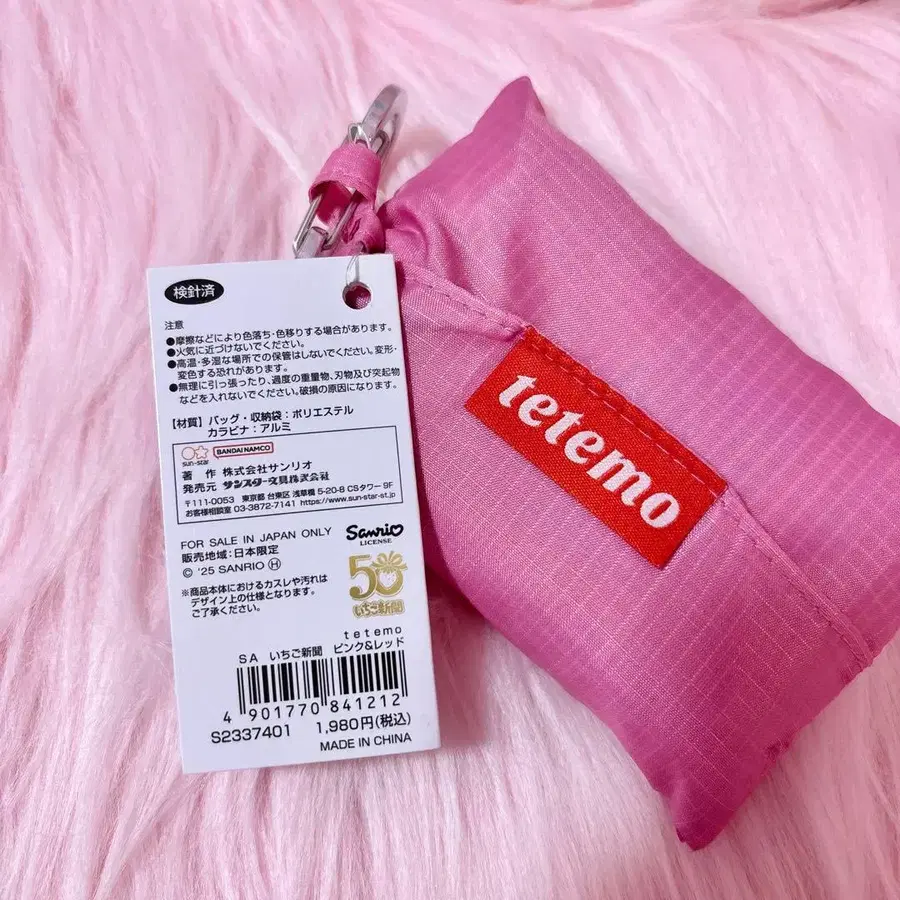 検針済
注意
●摩擦などにより色落ち・色移りする場合があります。
●火気に近づけないでください。
●高温・多湿な場所での保管はしないでください。変形・
変色する恐れがあります。
●無理に引っ張ったり、過度の重量物、刃物及び突起物
などを入れないでください。破損の原因になります。
【材質】バッグ・収納袋：ポリエステル
カラビナ：アルミ
sun-star
BANDAI NAMCO
著 作 株式会社サンリオ
発売元 サンスター文具株式会社
〒111-0053 東京都 台東区 浅草橋 5-20-8 CSタワー 9F
お客様相談室 03-3872-7141 https://www.sun-star-st.jp
FOR SALE IN JAPAN ONLY
販売地域：日本限定
© '25 SANRIO Ⓗ
Sanrio
LICENSE
※商品本体におけるカスレや汚れは
デザイン上の仕様となります。
ご了承ください。
50
いちご新聞
tetemo
SA いちご新聞 ピンク&レッド
4 901770 841212
S2337401 1,980円(税込)
MADE IN CHINA
tetemo